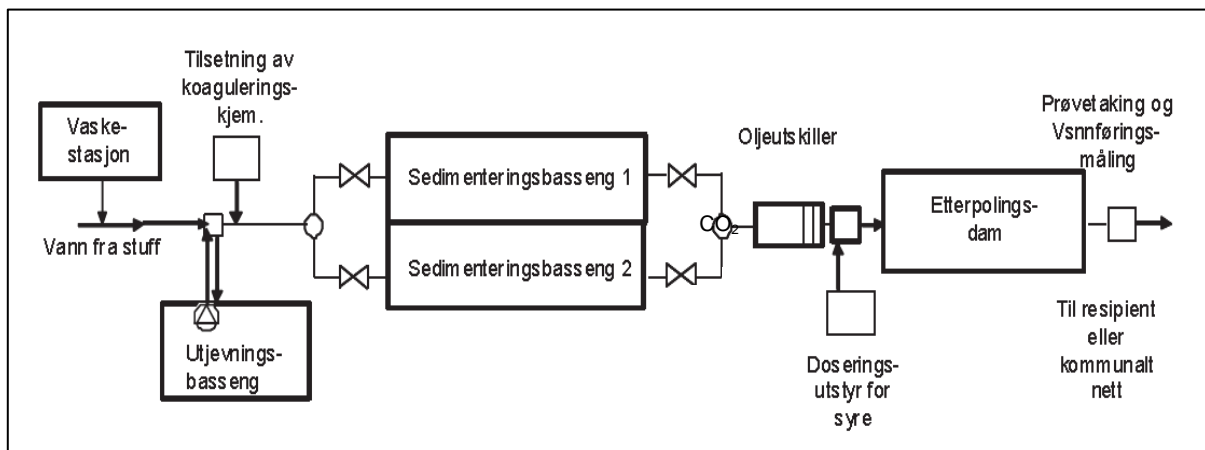 Tilsetning av
koagulerings-
kjem.
Vaske-
stasjon
Vann fra stuff
Utjevnings-
basseng
Sedimenteringsbasseng 1
Sedimenteringsbasseng 2
CO₂
Oljeutskiller
Doserings-
utstyr for
syre
Etterpolings-
dam
Prøvetaking og
Vsnnførings-
måling
Til resipient
eller
kommunalt
nett